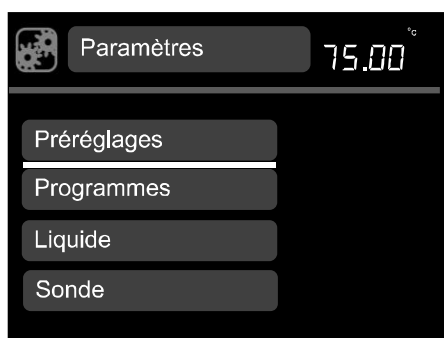 Paramètres
75.00 °C
Préréglages
Programmes
Liquide
Sonde